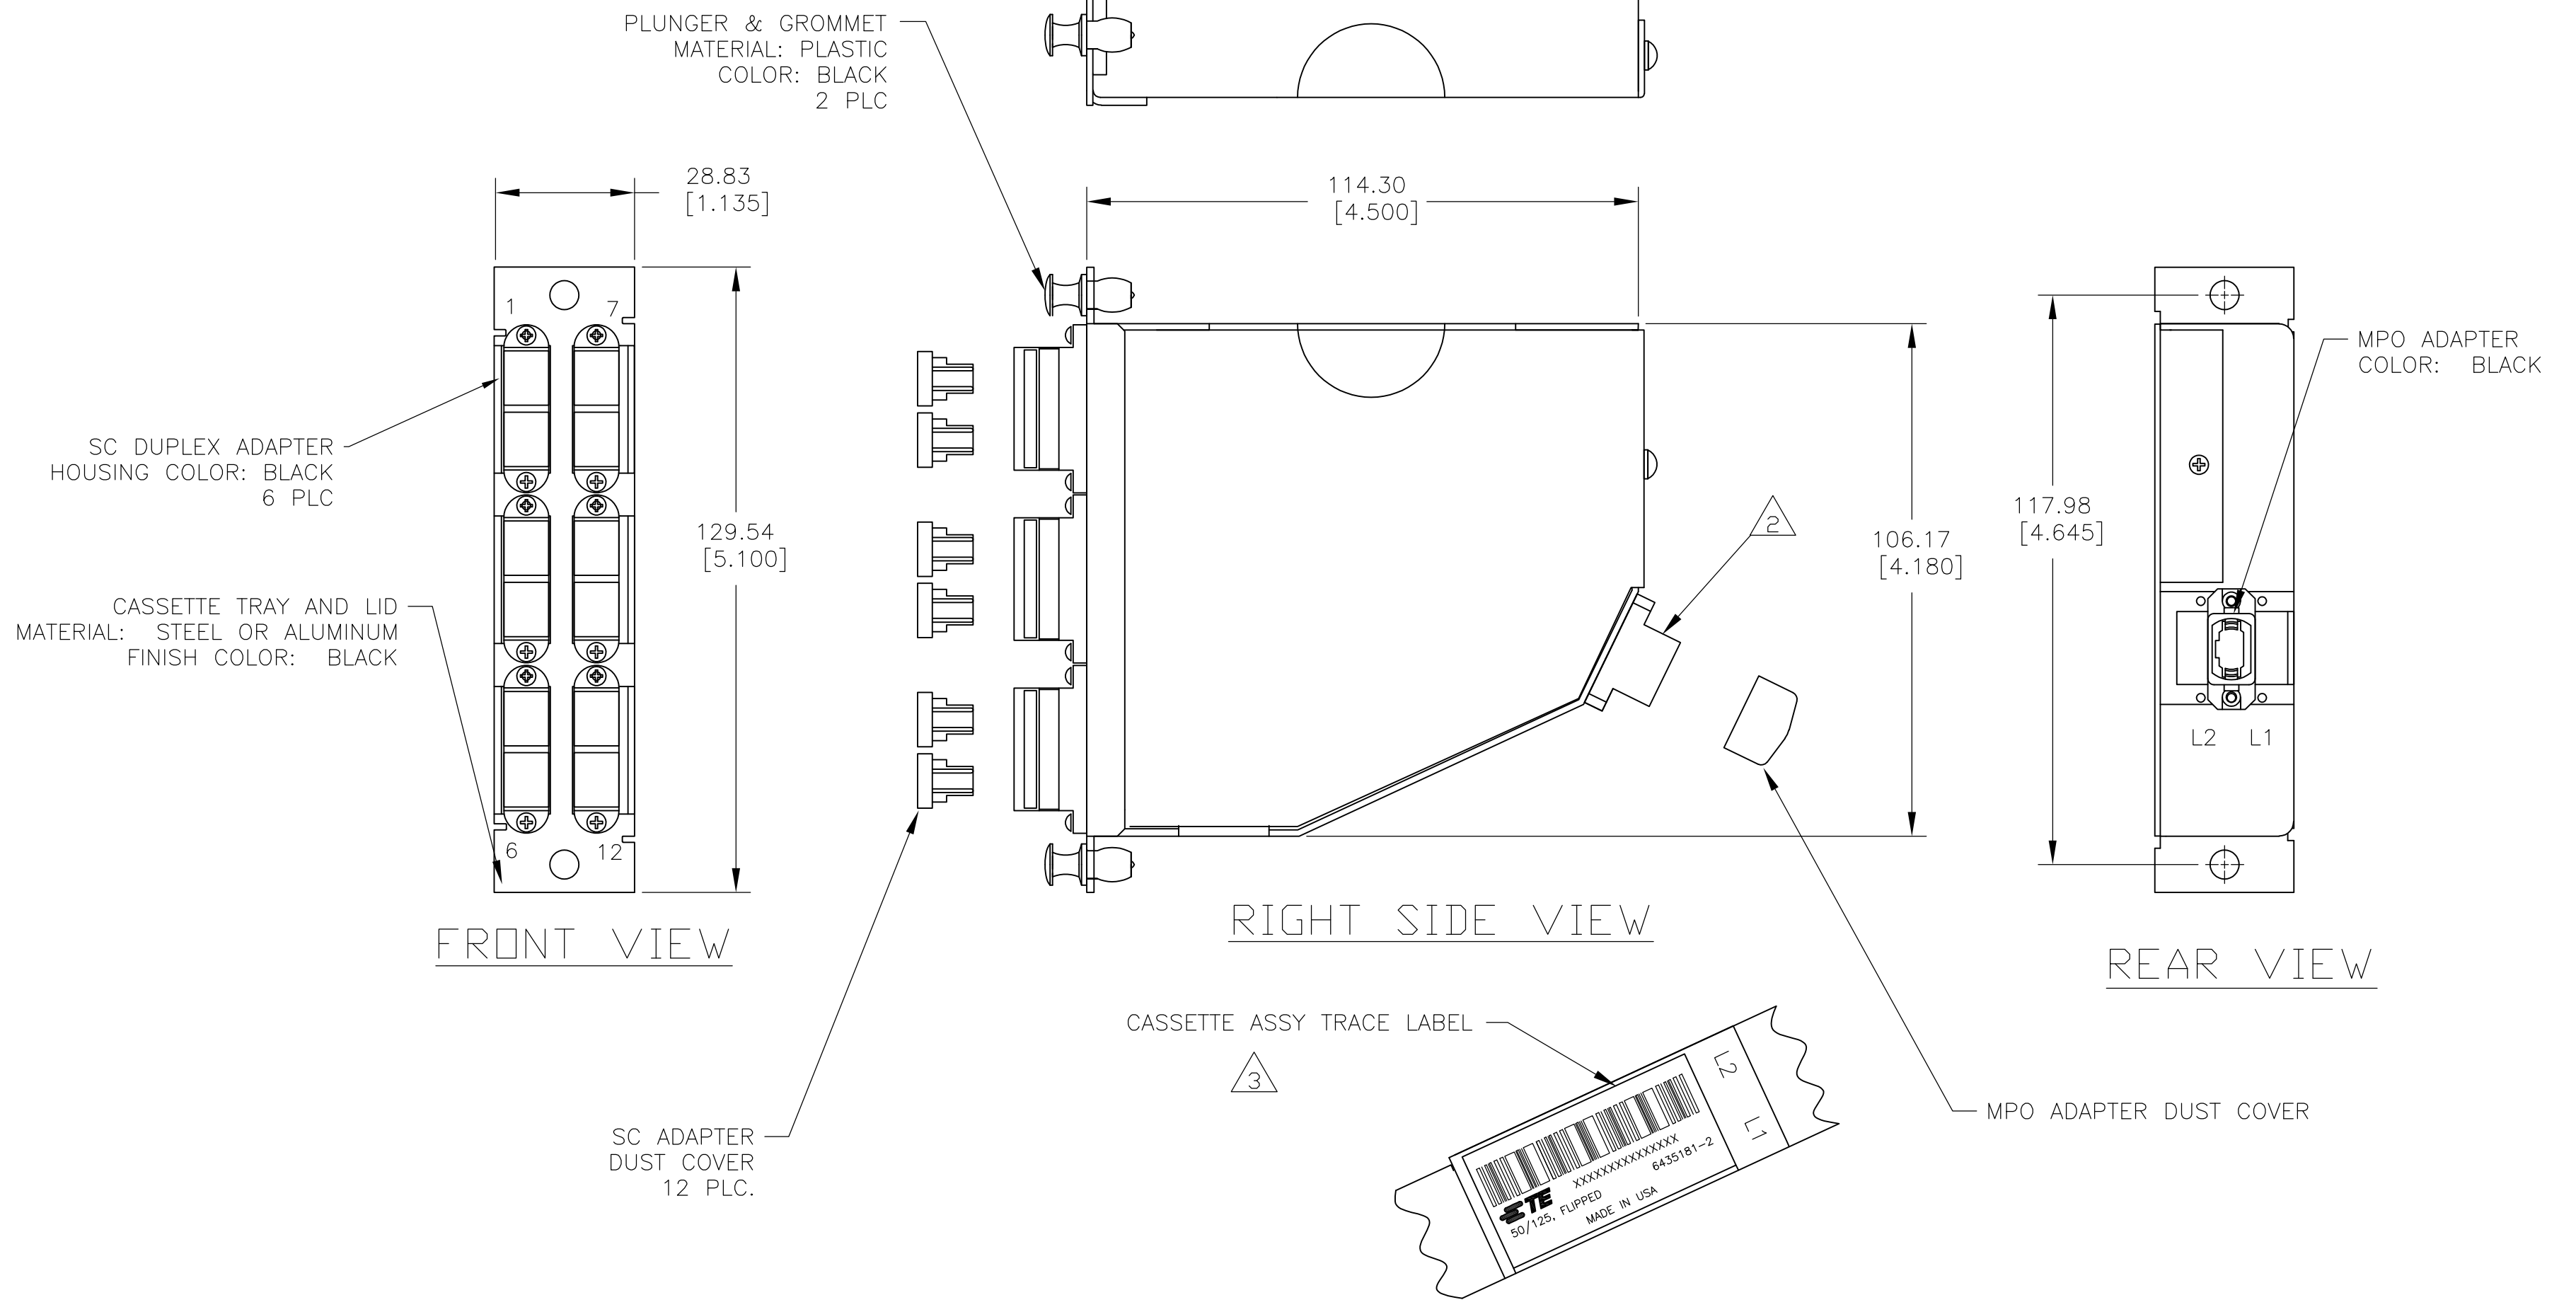 PLUNGER & GROMMET
MATERIAL: PLASTIC
COLOR: BLACK
2 PLC
28.83
[1.135]
114.30
[4.500]
1
7
SC DUPLEX ADAPTER
HOUSING COLOR: BLACK
6 PLC
129.54
[5.100]
CASSETTE TRAY AND LID
MATERIAL: STEEL OR ALUMINUM
FINISH COLOR: BLACK
6
12
FRONT VIEW
2
106.17
[4.180]
RIGHT SIDE VIEW
117.98
[4.645]
MPO ADAPTER
COLOR: BLACK
L2 L1
REAR VIEW
CASSETTE ASSY TRACE LABEL
3
L2
L1
XXXXXXXXXXXXXXX
6435181-2
TE
50/125, FLIPPED
MADE IN USA
MPO ADAPTER DUST COVER
SC ADAPTER
DUST COVER
12 PLC.